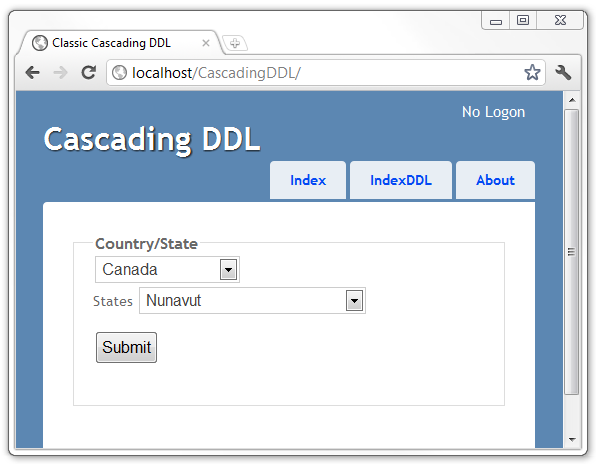 Classic Cascading DDL
localhost/CascadingDDL/
No Logon
Cascading DDL
Index IndexDDL About
Country/State
Canada
States Nunavut
Submit